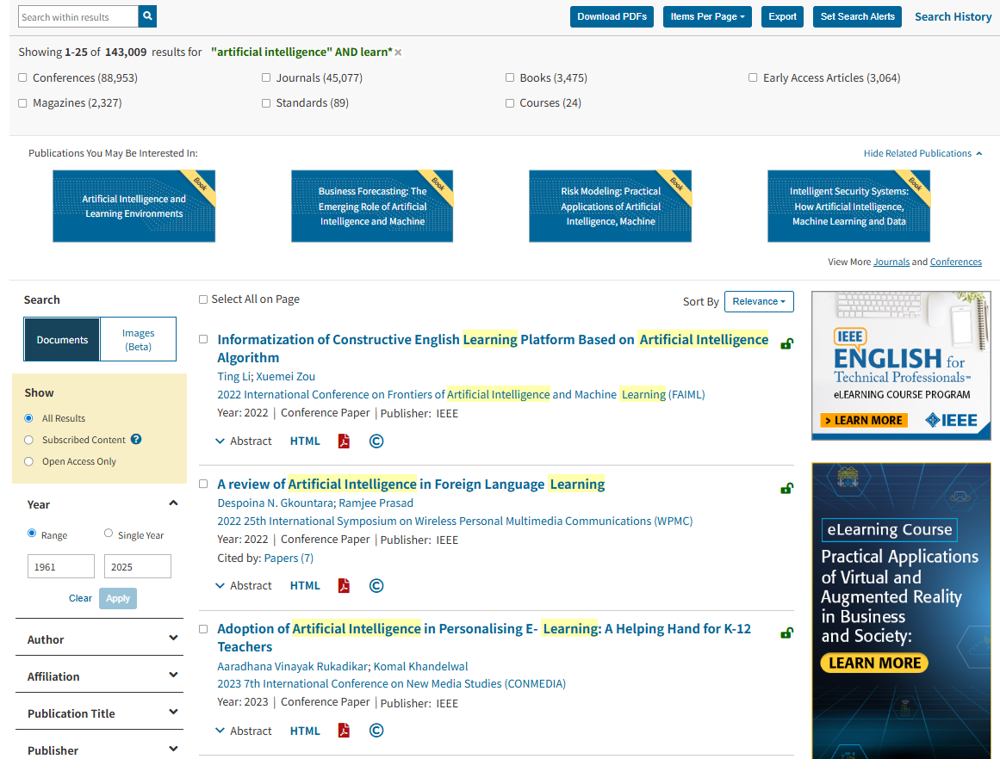 Search within results
Download PDFs
Items Per Page
Export
Set Search Alerts
Search History
Showing 1-25 of 143,009 results for "artificial intelligence" AND learn*
Conferences (88,953)
Journals (45,077)
Books (3,475)
Early Access Articles (3,064)
Magazines (2,327)
Standards (89)
Courses (24)
Publications You May Be Interested In:
Hide Related Publications
Book
Artificial Intelligence and
Learning Environments
Book
Business Forecasting: The
Emerging Role of Artificial
Intelligence and Machine
Book
Risk Modeling: Practical
Applications of Artificial
Intelligence, Machine
Book
Intelligent Security Systems:
How Artificial Intelligence,
Machine Learning and Data
View More Journals and Conferences
Search
Documents
Images
(Beta)
Show
All Results
Subscribed Content ?
Open Access Only
Year
Range
Single Year
1961
2025
Clear
Apply
Author
Affiliation
Publication Title
Publisher
Select All on Page
Sort By Relevance
Informatization of Constructive English Learning Platform Based on Artificial Intelligence
Algorithm
Ting Li; Xuemei Zou
2022 International Conference on Frontiers of Artificial Intelligence and Machine Learning (FAIML)
Year: 2022 | Conference Paper | Publisher: IEEE
Abstract HTML ©
A review of Artificial Intelligence in Foreign Language Learning
Despoina N. Gkountara; Ramjee Prasad
2022 25th International Symposium on Wireless Personal Multimedia Communications (WPMC)
Year: 2022 | Conference Paper | Publisher: IEEE
Cited by: Papers (7)
Abstract HTML ©
Adoption of Artificial Intelligence in Personalising E- Learning: A Helping Hand for K-12
Teachers
Aaradhana Vinayak Rukadikar; Komal Khandelwal
2023 7th International Conference on New Media Studies (CONMEDIA)
Year: 2023 | Conference Paper | Publisher: IEEE
Abstract HTML ©
IEEE
ENGLISH for
Technical Professionals™
eLEARNING COURSE PROGRAM
> LEARN MORE
IEEE
eLearning Course
Practical Applications
of Virtual and
Augmented Reality
in Business
and Society:
LEARN MORE